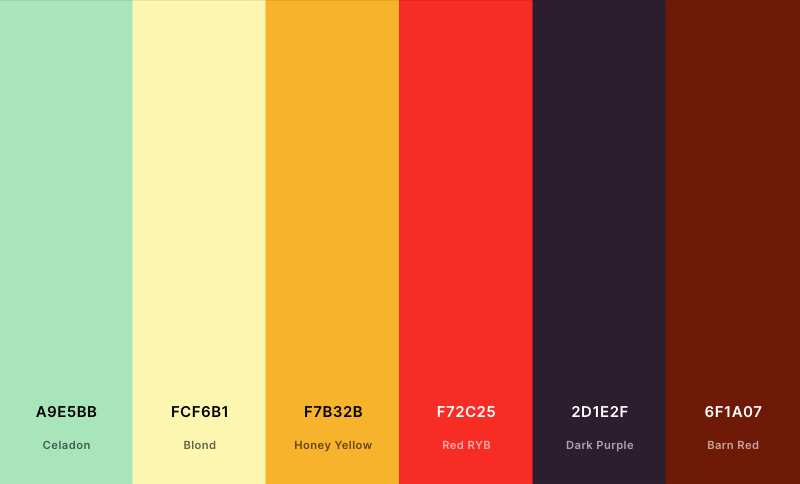 A9E5BB FCF6B1 F7B32B F72C25 2D1E2F 6F1A07
Celadon Blond Honey Yellow Red RYB Dark Purple Barn Red